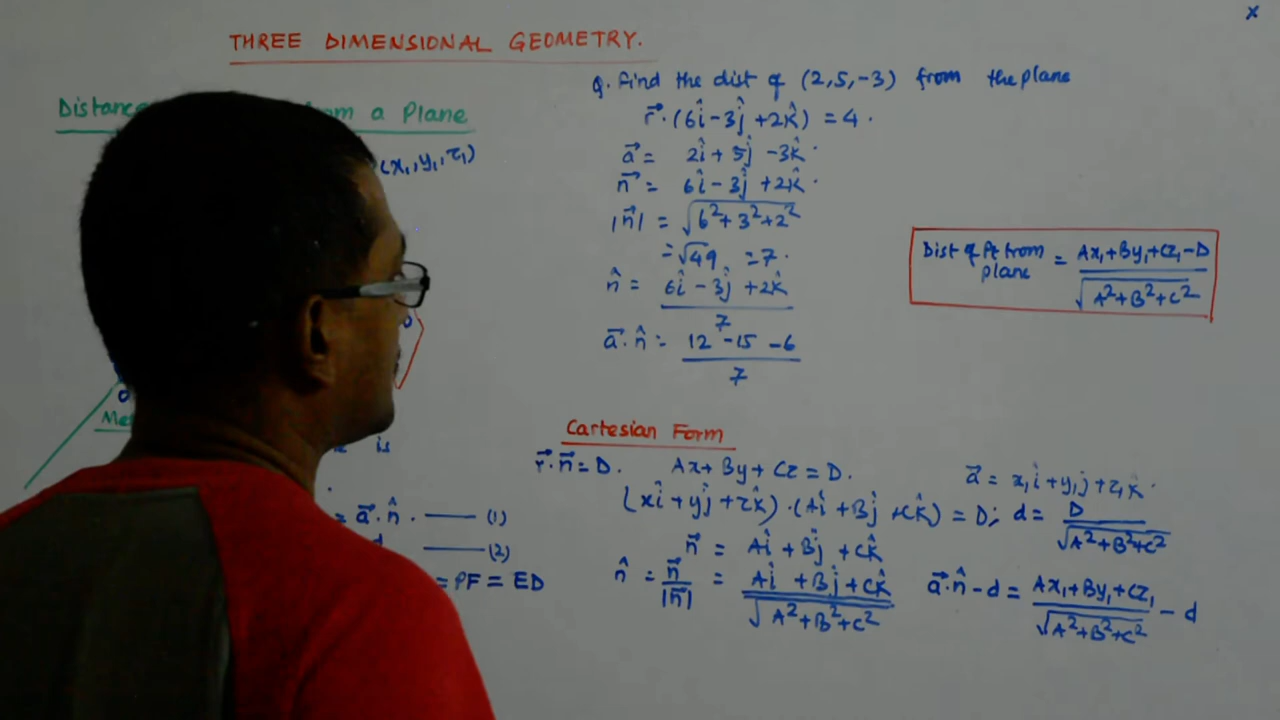 x
THREE DIMENSIONAL GEOMETRY.
Distance
from a Plane
(x₁, y₁, z₁)
O
O
Me
is
= a⃗·n̂. —— (1)
d —— (2)
= PF = ED
Q. Find the dist of (2,5,-3) from the plane
r⃗·(6î-3ĵ+2k̂) = 4.
a⃗ = 2î+5ĵ-3k̂.
n⃗ = 6î-3ĵ+2k̂.
|n⃗| = √(6²+3²+2²)
= √49 = 7.
n̂ = (6î-3ĵ+2k̂)/7
a⃗·n̂ = (12-15-6)/7
Dist of Pt from plane = (Ax₁+By₁+Cz₁-D)/√(A²+B²+C²)
Cartesian Form
r⃗·n⃗ = D. Ax+By+Cz = D. a⃗ = x₁î+y₁ĵ+z₁k̂.
(xî+yĵ+zk̂)·(Aî+Bĵ+Ck̂) = D; d = D/√(A²+B²+C²)
n⃗ = Aî+Bĵ+Ck̂
n̂ = n⃗/|n⃗| = (Aî+Bĵ+Ck̂)/√(A²+B²+C²) a⃗·n̂-d = (Ax₁+By₁+Cz₁)/√(A²+B²+C²) - d